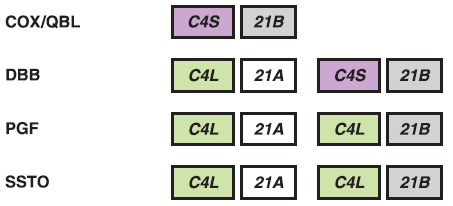 COX/QBL C4S 21B
DBB C4L 21A C4S 21B
PGF C4L 21A C4L 21B
SSTO C4L 21A C4L 21B